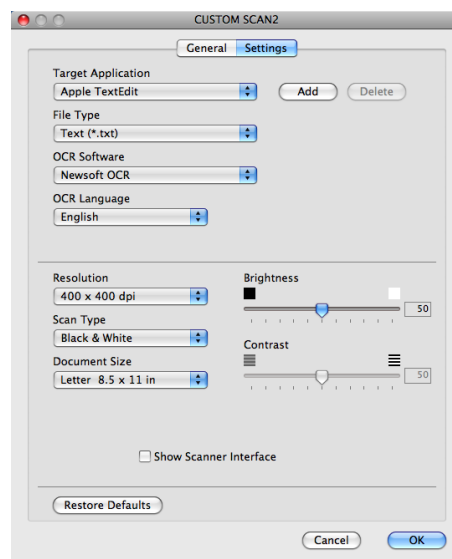 CUSTOM SCAN2
General Settings
Target Application
Apple TextEdit Add Delete
File Type
Text (*.txt)
OCR Software
Newsoft OCR
OCR Language
English
Resolution
400 x 400 dpi
Scan Type
Black & White
Document Size
Letter 8.5 x 11 in
Brightness
50
Contrast
50
Show Scanner Interface
Restore Defaults
Cancel OK